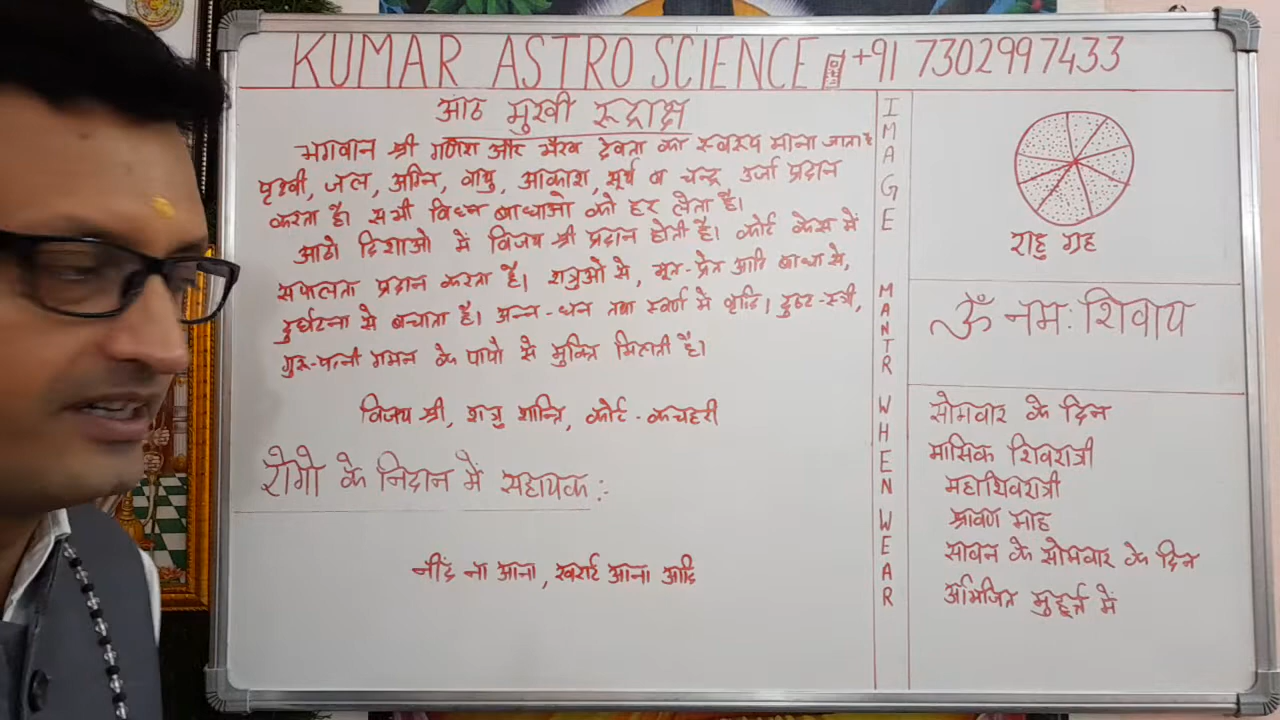 KUMAR ASTRO SCIENCE +91 7302997433
आठ मुखी रूद्राक्ष
भगवान श्री गणेश और भैरव देवता का स्वरूप माना जाता है
पृथ्वी, जल, अग्नि, वायु, आकाश, सूर्य व चन्द्र उर्जा प्रदान
करता है। सभी विघ्न बाधाओ को हर लेता है।
आठो दिशाओ में विजय श्री प्रदान होती है। कोर्ट केस में
सफलता प्रदान करता है। शत्रुओ से, भूत-प्रेत आदि बाधा से,
दुर्घटना से बचाता है। अन्न-धन तथा स्वर्ण में वृद्धि। दुष्ट-स्त्री,
गुरू-पत्नी गमन के पापो से मुक्ति मिलती है।
विजय श्री, शत्रु शान्ति, कोर्ट-कचहरी
रोगो के निदान में सहायक:-
नींद ना आना, खर्राटे आना आदि
IMAGE
राहु ग्रह
MANTR
ॐ नम: शिवाय
WHEN WEAR
सोमवार के दिन
मासिक शिवरात्री
महाशिवरात्री
श्रावण माह
सावन के सोमवार के दिन
अभिजित मुहूर्त्त में